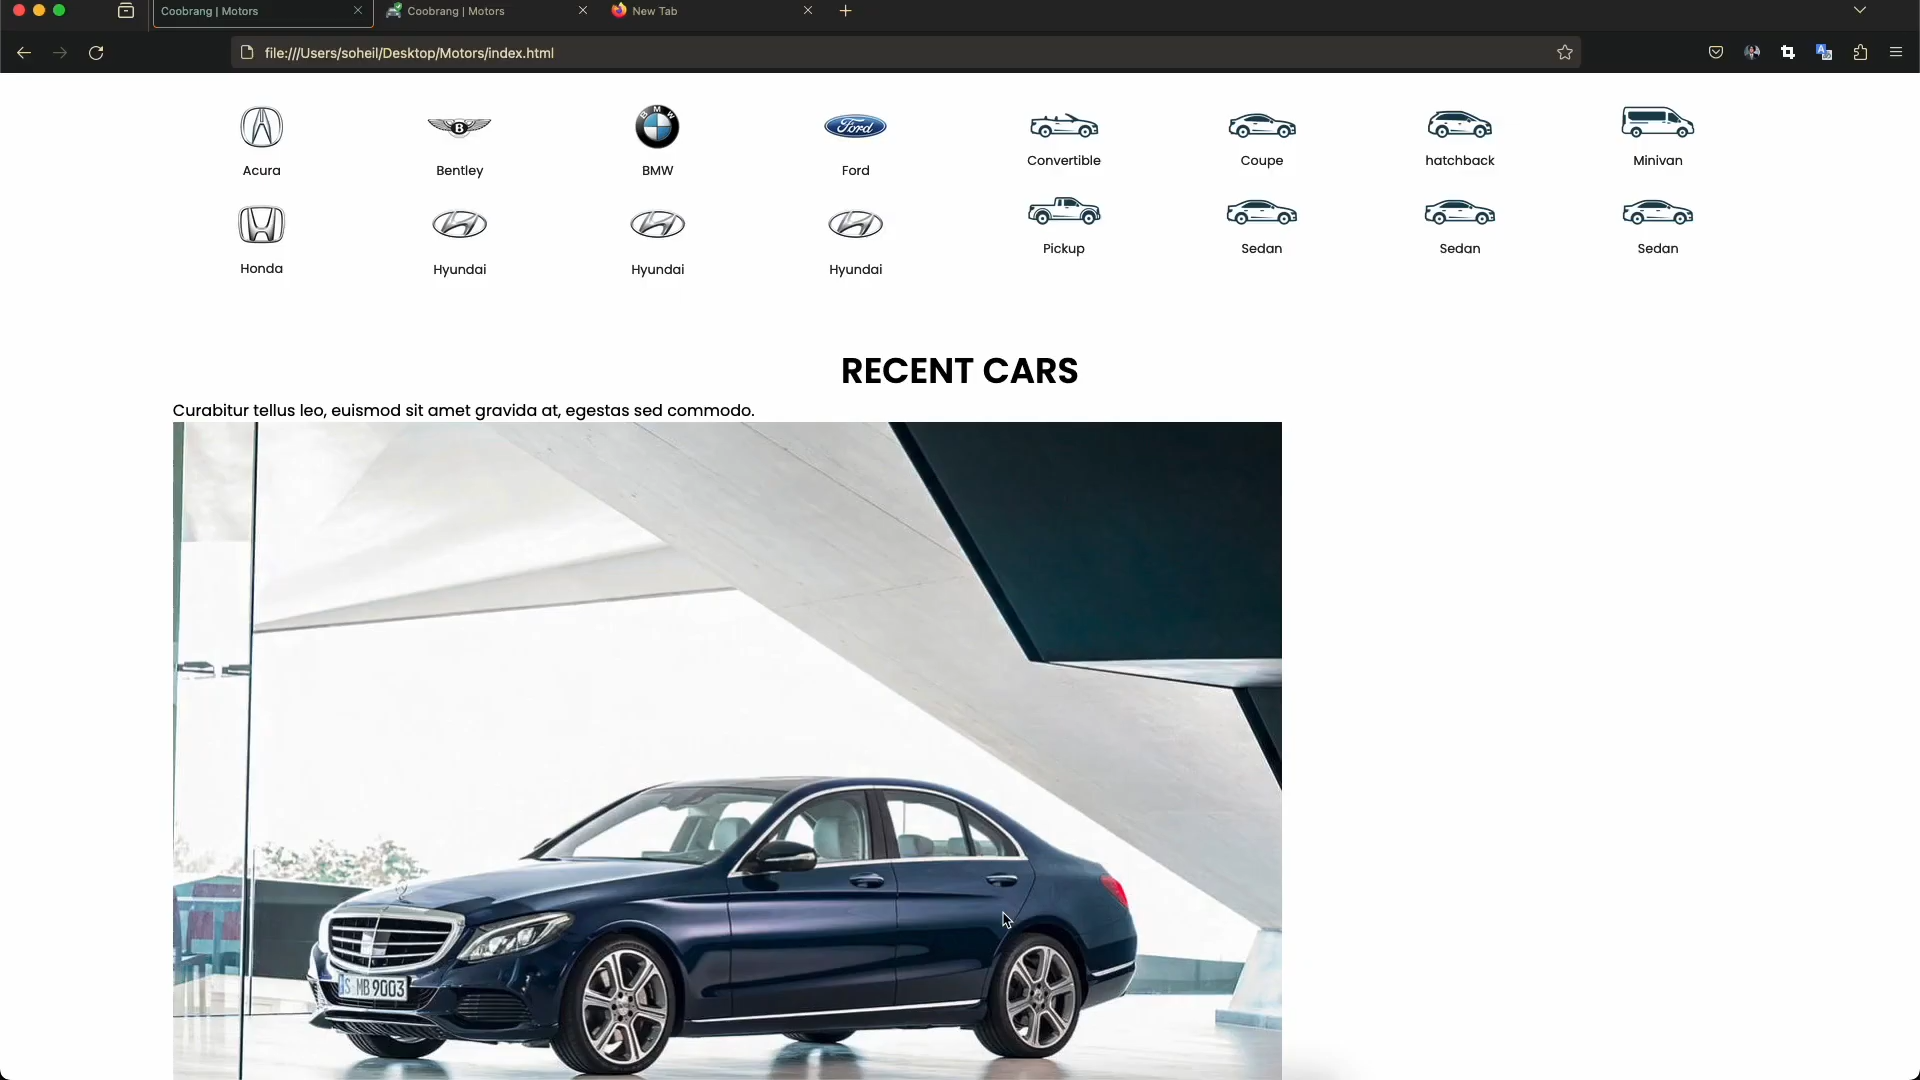 Coobrang | Motors
Coobrang | Motors
New Tab
file:///Users/soheil/Desktop/Motors/index.html
B
BMW
Ford
Acura
Bentley
BMW
Ford
Convertible
Coupe
hatchback
Minivan
Honda
Hyundai
Hyundai
Hyundai
Pickup
Sedan
Sedan
Sedan
RECENT CARS
Curabitur tellus leo, euismod sit amet gravida at, egestas sed commodo.
S MB 9003